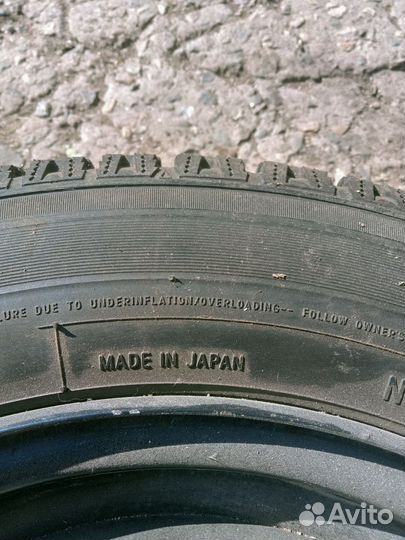 LURE DUE TO UNDERINFLATION/OVERLOADING-- FOLLOW OWNER'S
MADE IN JAPAN
N
Avito